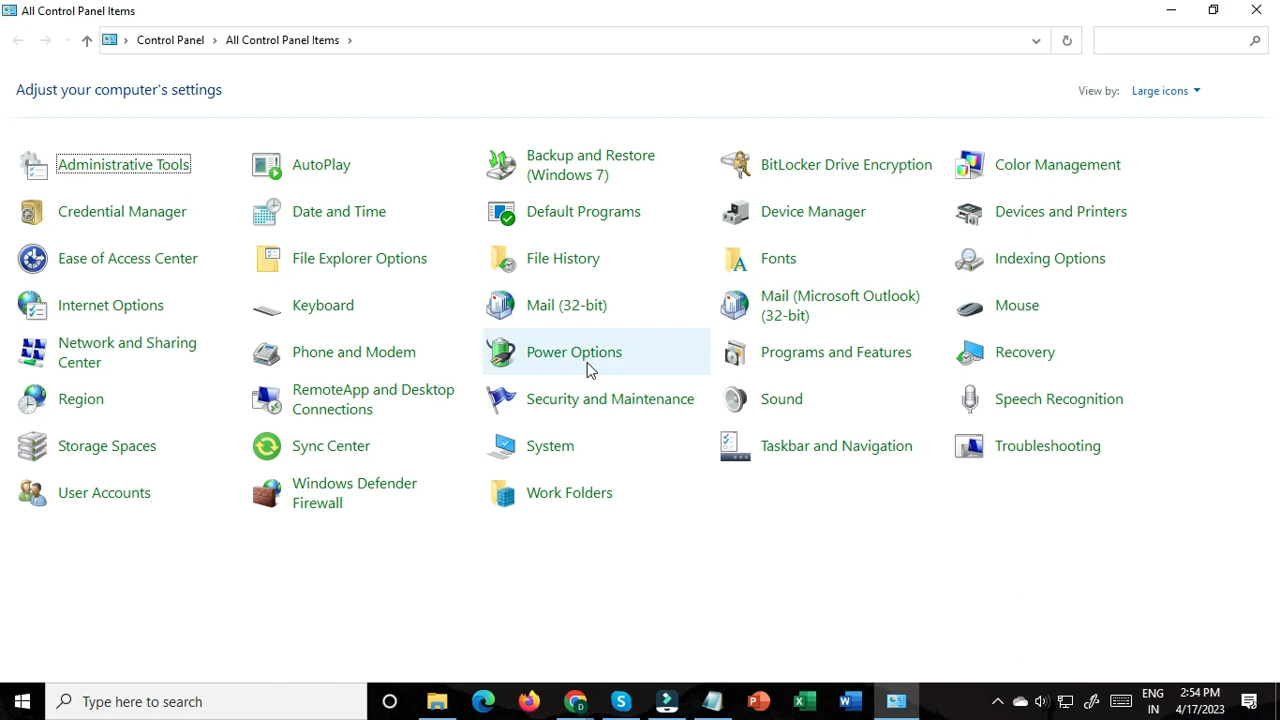 All Control Panel Items
Control Panel
All Control Panel Items
Adjust your computer's settings
View by:
Large icons
Administrative Tools
AutoPlay
Backup and Restore
(Windows 7)
BitLocker Drive Encryption
Color Management
Credential Manager
Date and Time
Default Programs
Device Manager
Devices and Printers
Ease of Access Center
File Explorer Options
File History
Fonts
Indexing Options
Internet Options
Keyboard
Mail (32-bit)
Mail (Microsoft Outlook)
(32-bit)
Mouse
Network and Sharing
Center
Phone and Modem
Power Options
Programs and Features
Recovery
Region
RemoteApp and Desktop
Connections
Security and Maintenance
Sound
Speech Recognition
Storage Spaces
Sync Center
System
Taskbar and Navigation
Troubleshooting
User Accounts
Windows Defender
Firewall
Work Folders
Type here to search
ENG
IN
2:54 PM
4/17/2023